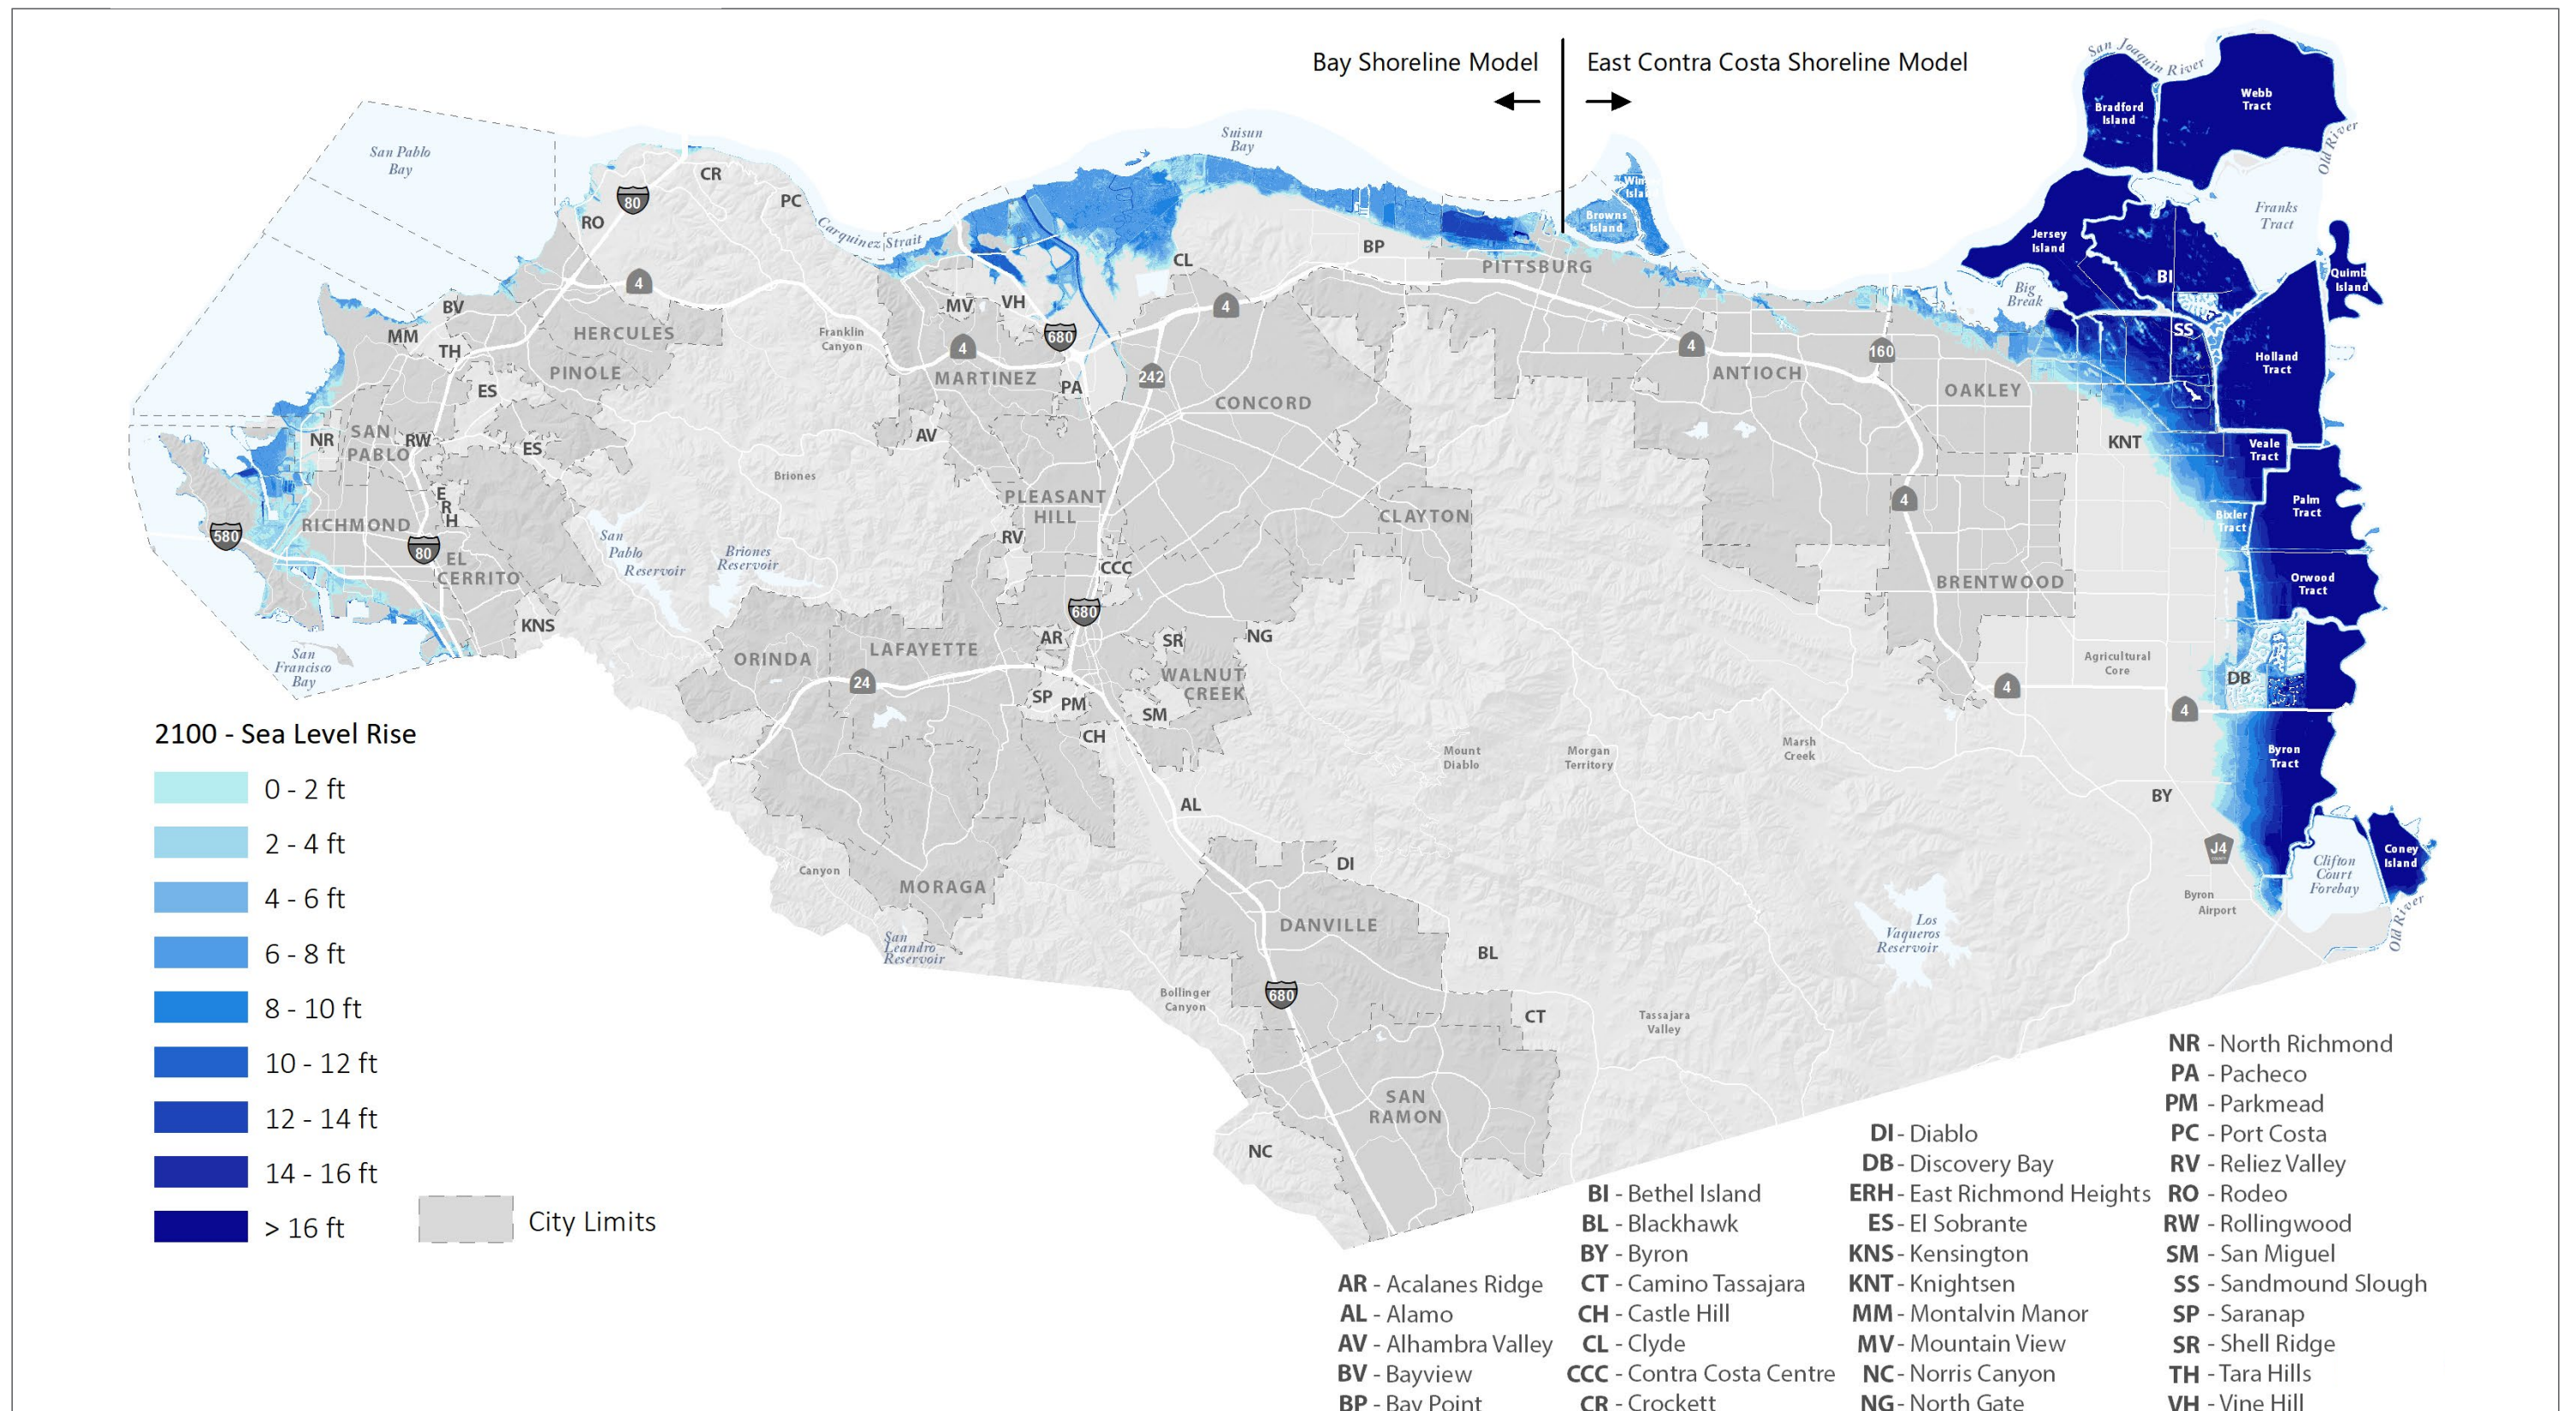 Bay Shoreline Model
East Contra Costa Shoreline Model
San Joaquin River
Webb
Tract
Bradford
Island
Old River
Suisun
Bay
San Pablo
Bay
CR
80
PC
RO
Carquinez Strait
Browns
Island
Franks
Tract
Jersey
Island
BP
CL
PITTSBURG
BI
Big
Break
4
MV
VH
4
BV
MM
HERCULES
Franklin
Canyon
680
4
TH
PINOLE
4
MARTINEZ
PA
242
4
160
ANTIOCH
OAKLEY
SS
Holland
Tract
ES
CONCORD
NR
SAN
PABLO
RW
ES
AV
KNT
Veale
Tract
Briones
E
R
H
RICHMOND
PLEASANT
HILL
CLAYTON
4
Palm
Tract
Bixler
Tract
580
80
EL
CERRITO
San
Pablo
Reservoir
Briones
Reservoir
RV
CCC
BRENTWOOD
Orwood
Tract
KNS
680
AR
SR
NG
San
Francisco
Bay
ORINDA
LAFAYETTE
24
WALNUT
CREEK
SP
PM
SM
Agricultural
Core
DB
4
4
CH
Mount
Diablo
Morgan
Territory
Marsh
Creek
Byron
Tract
AL
BY
J4
Canyon
DI
MORAGA
Clifton
Court
Forebay
Coney
Island
Byron
Airport
Old River
DANVILLE
San
Leandro
Reservoir
BL
Los
Vaqueros
Reservoir
Bollinger
Canyon
680
CT
Tassajara
Valley
SAN
RAMON
NC
2100 - Sea Level Rise
0 - 2 ft
2 - 4 ft
4 - 6 ft
6 - 8 ft
8 - 10 ft
10 - 12 ft
12 - 14 ft
14 - 16 ft
> 16 ft
City Limits
AR - Acalanes Ridge
AL - Alamo
AV - Alhambra Valley
BV - Bayview
BP - Bay Point
BI - Bethel Island
BL - Blackhawk
BY - Byron
CT - Camino Tassajara
CH - Castle Hill
CL - Clyde
CCC - Contra Costa Centre
CR - Crockett
DI - Diablo
DB - Discovery Bay
ERH - East Richmond Heights
ES - El Sobrante
KNS - Kensington
KNT - Knightsen
MM - Montalvin Manor
MV - Mountain View
NC - Norris Canyon
NG - North Gate
NR - North Richmond
PA - Pacheco
PM - Parkmead
PC - Port Costa
RV - Reliez Valley
RO - Rodeo
RW - Rollingwood
SM - San Miguel
SS - Sandmound Slough
SP - Saranap
SR - Shell Ridge
TH - Tara Hills
VH - Vine Hill